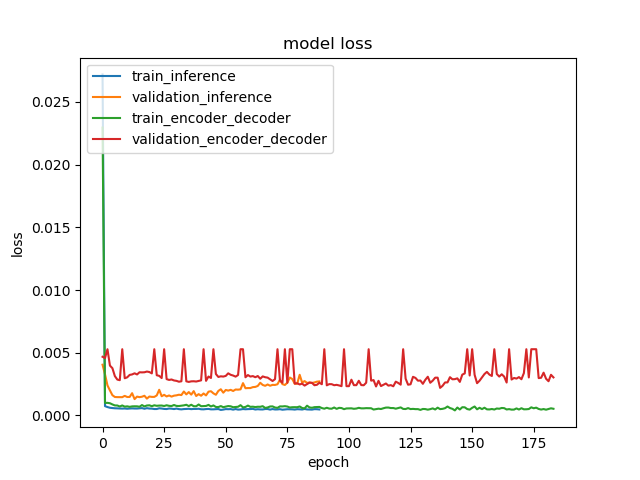 model loss
train_inference
validation_inference
train_encoder_decoder
validation_encoder_decoder
0.025
0.020
0.015
0.010
0.005
0.000
loss
0 25 50 75 100 125 150 175
epoch